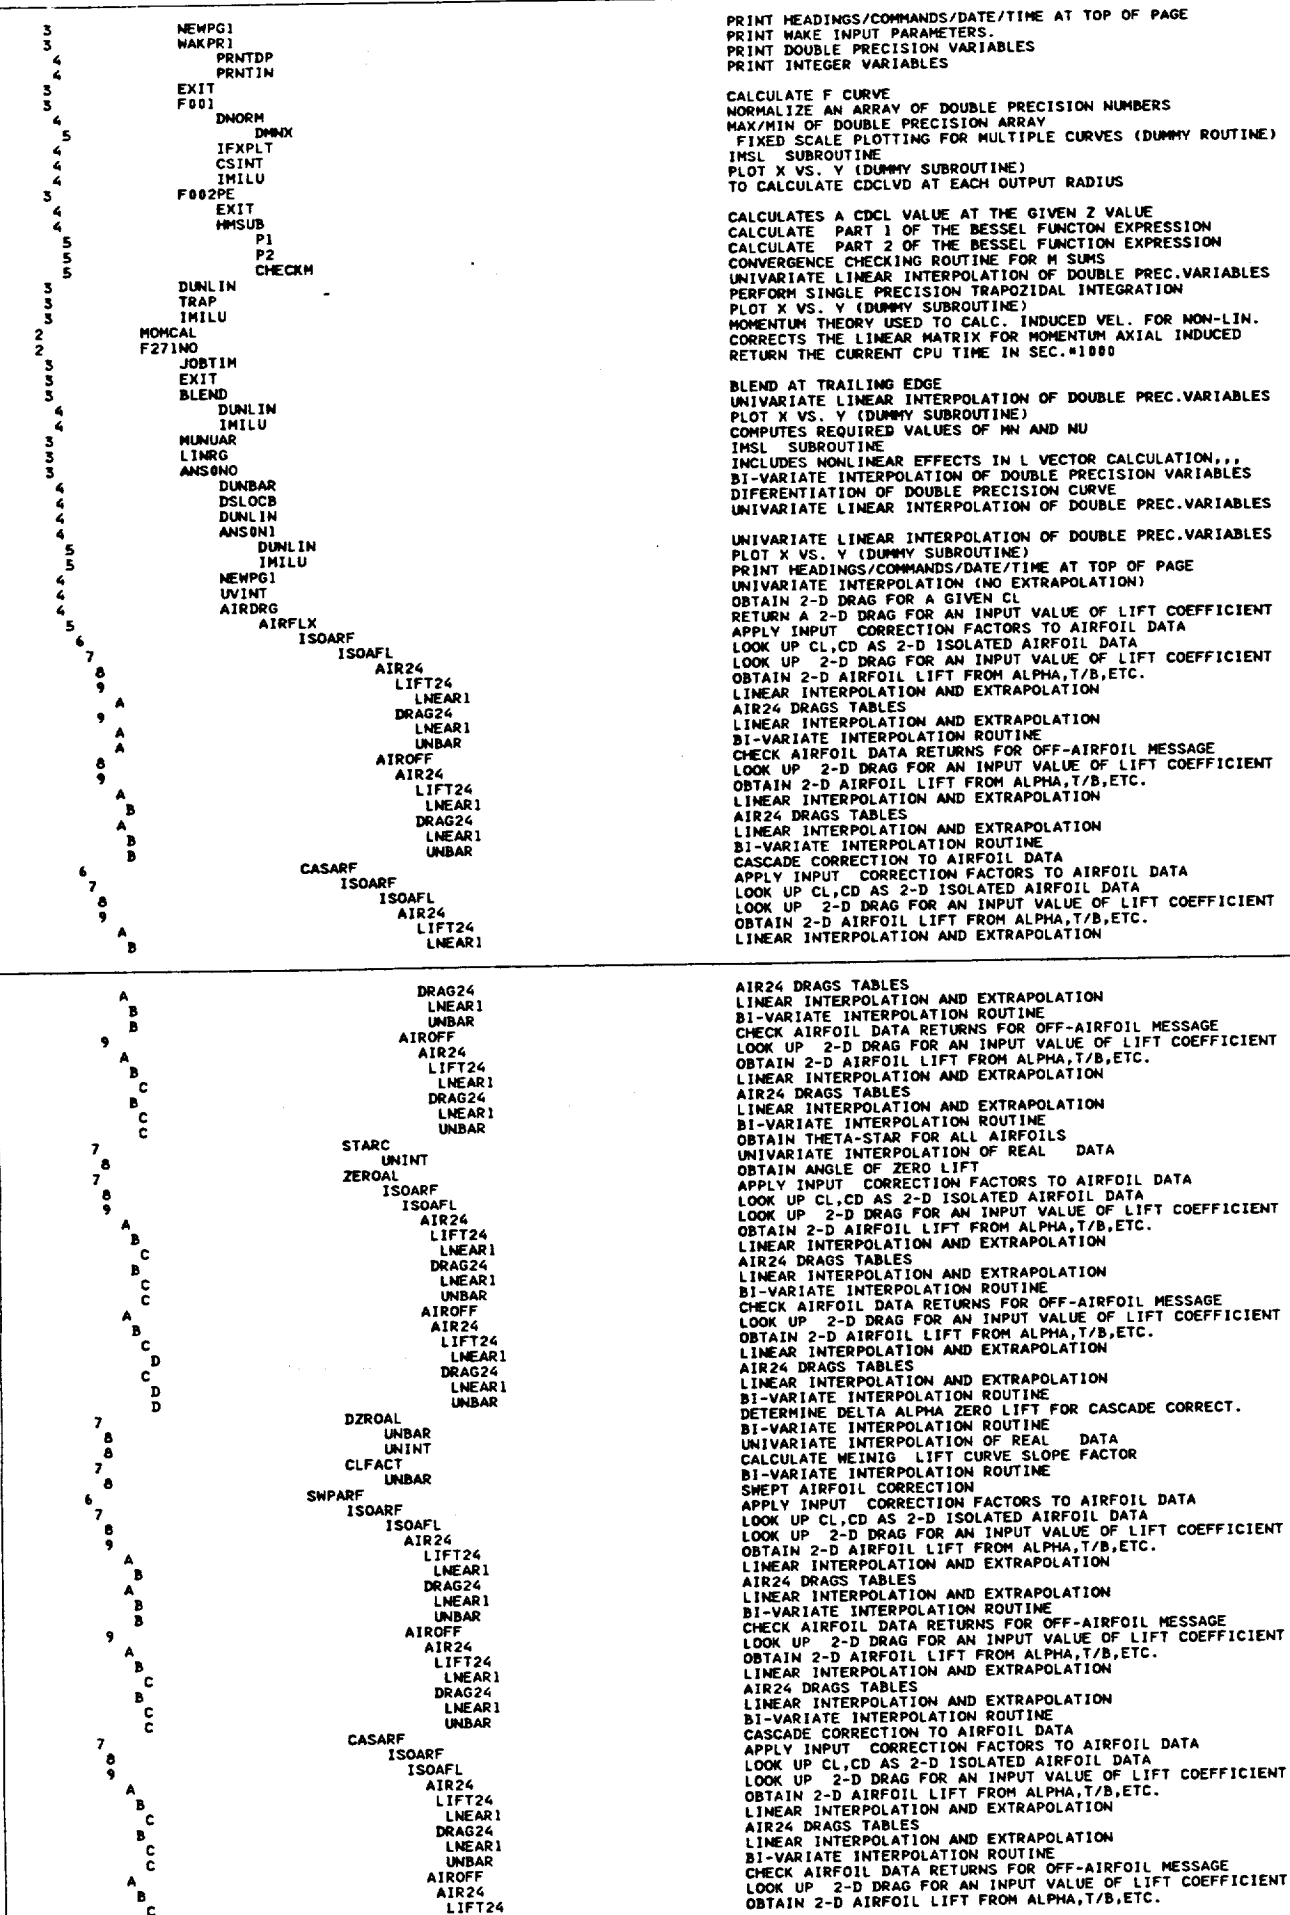 3 NEWPG1 PRINT HEADINGS/COMMANDS/DATE/TIME AT TOP OF PAGE
3 WAKPR1 PRINT WAKE INPUT PARAMETERS.
4 PRNTDP PRINT DOUBLE PRECISION VARIABLES
4 PRNTIN PRINT INTEGER VARIABLES
3 EXIT
3 F001 CALCULATE F CURVE
4 DNORM NORMALIZE AN ARRAY OF DOUBLE PRECISION NUMBERS
5 DMNX MAX/MIN OF DOUBLE PRECISION ARRAY
4 IFXPLT FIXED SCALE PLOTTING FOR MULTIPLE CURVES (DUMMY ROUTINE)
4 CSINT IMSL SUBROUTINE
4 IMILU PLOT X VS. Y (DUMMY SUBROUTINE)
3 F002PE TO CALCULATE CDCLVD AT EACH OUTPUT RADIUS
4 EXIT
4 HMSUB CALCULATES A CDCL VALUE AT THE GIVEN Z VALUE
5 P1 CALCULATE PART 1 OF THE BESSEL FUNCTON EXPRESSION
5 P2 CALCULATE PART 2 OF THE BESSEL FUNCTION EXPRESSION
5 CHECKM CONVERGENCE CHECKING ROUTINE FOR M SUMS
3 DUNLIN UNIVARIATE LINEAR INTERPOLATION OF DOUBLE PREC.VARIABLES
3 TRAP PERFORM SINGLE PRECISION TRAPOZIDAL INTEGRATION
3 IMILU PLOT X VS. Y (DUMMY SUBROUTINE)
2 MOMCAL MOMENTUM THEORY USED TO CALC. INDUCED VEL. FOR NON-LIN.
2 F271NO CORRECTS THE LINEAR MATRIX FOR MOMENTUM AXIAL INDUCED
3 JOBTIM RETURN THE CURRENT CPU TIME IN SEC.*1000
3 EXIT
3 BLEND BLEND AT TRAILING EDGE
4 DUNLIN UNIVARIATE LINEAR INTERPOLATION OF DOUBLE PREC.VARIABLES
4 IMILU PLOT X VS. Y (DUMMY SUBROUTINE)
3 MUNUAR COMPUTES REQUIRED VALUES OF MN AND NU
3 LINRG IMSL SUBROUTINE
3 ANSONO INCLUDES NONLINEAR EFFECTS IN L VECTOR CALCULATION,,,
4 DUNBAR BI-VARIATE INTERPOLATION OF DOUBLE PRECISION VARIABLES
4 DSLOCB DIFERENTIATION OF DOUBLE PRECISION CURVE
4 DUNLIN UNIVARIATE LINEAR INTERPOLATION OF DOUBLE PREC.VARIABLES
4 ANSON1
5 DUNLIN UNIVARIATE LINEAR INTERPOLATION OF DOUBLE PREC.VARIABLES
5 IMILU PLOT X VS. Y (DUMMY SUBROUTINE)
4 NEWPG1 PRINT HEADINGS/COMMANDS/DATE/TIME AT TOP OF PAGE
4 UVINT UNIVARIATE INTERPOLATION (NO EXTRAPOLATION)
4 AIRDRG OBTAIN 2-D DRAG FOR A GIVEN CL
5 AIRFLX RETURN A 2-D DRAG FOR AN INPUT VALUE OF LIFT COEFFICIENT
6 ISOARF APPLY INPUT CORRECTION FACTORS TO AIRFOIL DATA
7 ISOAFL LOOK UP CL,CD AS 2-D ISOLATED AIRFOIL DATA
8 AIR24 LOOK UP 2-D DRAG FOR AN INPUT VALUE OF LIFT COEFFICIENT
9 LIFT24 OBTAIN 2-D AIRFOIL LIFT FROM ALPHA,T/B,ETC.
A LNEAR1 LINEAR INTERPOLATION AND EXTRAPOLATION
9 DRAG24 AIR24 DRAGS TABLES
A LNEAR1 LINEAR INTERPOLATION AND EXTRAPOLATION
A UNBAR BI-VARIATE INTERPOLATION ROUTINE
8 AIROFF CHECK AIRFOIL DATA RETURNS FOR OFF-AIRFOIL MESSAGE
9 AIR24 LOOK UP 2-D DRAG FOR AN INPUT VALUE OF LIFT COEFFICIENT
A LIFT24 OBTAIN 2-D AIRFOIL LIFT FROM ALPHA,T/B,ETC.
B LNEAR1 LINEAR INTERPOLATION AND EXTRAPOLATION
A DRAG24 AIR24 DRAGS TABLES
B LNEAR1 LINEAR INTERPOLATION AND EXTRAPOLATION
B UNBAR BI-VARIATE INTERPOLATION ROUTINE
6 CASARF CASCADE CORRECTION TO AIRFOIL DATA
7 ISOARF APPLY INPUT CORRECTION FACTORS TO AIRFOIL DATA
8 ISOAFL LOOK UP CL,CD AS 2-D ISOLATED AIRFOIL DATA
9 AIR24 LOOK UP 2-D DRAG FOR AN INPUT VALUE OF LIFT COEFFICIENT
A LIFT24 OBTAIN 2-D AIRFOIL LIFT FROM ALPHA,T/B,ETC.
B LNEAR1 LINEAR INTERPOLATION AND EXTRAPOLATION
A DRAG24 AIR24 DRAGS TABLES
B LNEAR1 LINEAR INTERPOLATION AND EXTRAPOLATION
B UNBAR BI-VARIATE INTERPOLATION ROUTINE
9 AIROFF CHECK AIRFOIL DATA RETURNS FOR OFF-AIRFOIL MESSAGE
A AIR24 LOOK UP 2-D DRAG FOR AN INPUT VALUE OF LIFT COEFFICIENT
B LIFT24 OBTAIN 2-D AIRFOIL LIFT FROM ALPHA,T/B,ETC.
C LNEAR1 LINEAR INTERPOLATION AND EXTRAPOLATION
B DRAG24 AIR24 DRAGS TABLES
C LNEAR1 LINEAR INTERPOLATION AND EXTRAPOLATION
C UNBAR BI-VARIATE INTERPOLATION ROUTINE
7 STARC OBTAIN THETA-STAR FOR ALL AIRFOILS
8 UNINT UNIVARIATE INTERPOLATION OF REAL DATA
7 ZEROAL OBTAIN ANGLE OF ZERO LIFT
8 ISOARF APPLY INPUT CORRECTION FACTORS TO AIRFOIL DATA
9 ISOAFL LOOK UP CL,CD AS 2-D ISOLATED AIRFOIL DATA
A AIR24 LOOK UP 2-D DRAG FOR AN INPUT VALUE OF LIFT COEFFICIENT
B LIFT24 OBTAIN 2-D AIRFOIL LIFT FROM ALPHA,T/B,ETC.
C LNEAR1 LINEAR INTERPOLATION AND EXTRAPOLATION
B DRAG24 AIR24 DRAGS TABLES
C LNEAR1 LINEAR INTERPOLATION AND EXTRAPOLATION
C UNBAR BI-VARIATE INTERPOLATION ROUTINE
A AIROFF CHECK AIRFOIL DATA RETURNS FOR OFF-AIRFOIL MESSAGE
B AIR24 LOOK UP 2-D DRAG FOR AN INPUT VALUE OF LIFT COEFFICIENT
C LIFT24 OBTAIN 2-D AIRFOIL LIFT FROM ALPHA,T/B,ETC.
D LNEAR1 LINEAR INTERPOLATION AND EXTRAPOLATION
C DRAG24 AIR24 DRAGS TABLES
D LNEAR1 LINEAR INTERPOLATION AND EXTRAPOLATION
D UNBAR BI-VARIATE INTERPOLATION ROUTINE
7 DZROAL DETERMINE DELTA ALPHA ZERO LIFT FOR CASCADE CORRECT.
8 UNBAR BI-VARIATE INTERPOLATION ROUTINE
8 UNINT UNIVARIATE INTERPOLATION OF REAL DATA
7 CLFACT CALCULATE WEINIG LIFT CURVE SLOPE FACTOR
8 UNBAR BI-VARIATE INTERPOLATION ROUTINE
6 SWPARF SWEPT AIRFOIL CORRECTION
7 ISOARF APPLY INPUT CORRECTION FACTORS TO AIRFOIL DATA
8 ISOAFL LOOK UP CL,CD AS 2-D ISOLATED AIRFOIL DATA
9 AIR24 LOOK UP 2-D DRAG FOR AN INPUT VALUE OF LIFT COEFFICIENT
A LIFT24 OBTAIN 2-D AIRFOIL LIFT FROM ALPHA,T/B,ETC.
B LNEAR1 LINEAR INTERPOLATION AND EXTRAPOLATION
A DRAG24 AIR24 DRAGS TABLES
B LNEAR1 LINEAR INTERPOLATION AND EXTRAPOLATION
B UNBAR BI-VARIATE INTERPOLATION ROUTINE
9 AIROFF CHECK AIRFOIL DATA RETURNS FOR OFF-AIRFOIL MESSAGE
A AIR24 LOOK UP 2-D DRAG FOR AN INPUT VALUE OF LIFT COEFFICIENT
B LIFT24 OBTAIN 2-D AIRFOIL LIFT FROM ALPHA,T/B,ETC.
C LNEAR1 LINEAR INTERPOLATION AND EXTRAPOLATION
B DRAG24 AIR24 DRAGS TABLES
C LNEAR1 LINEAR INTERPOLATION AND EXTRAPOLATION
C UNBAR BI-VARIATE INTERPOLATION ROUTINE
7 CASARF CASCADE CORRECTION TO AIRFOIL DATA
8 ISOARF APPLY INPUT CORRECTION FACTORS TO AIRFOIL DATA
9 ISOAFL LOOK UP CL,CD AS 2-D ISOLATED AIRFOIL DATA
A AIR24 LOOK UP 2-D DRAG FOR AN INPUT VALUE OF LIFT COEFFICIENT
B LIFT24 OBTAIN 2-D AIRFOIL LIFT FROM ALPHA,T/B,ETC.
C LNEAR1 LINEAR INTERPOLATION AND EXTRAPOLATION
B DRAG24 AIR24 DRAGS TABLES
C LNEAR1 LINEAR INTERPOLATION AND EXTRAPOLATION
C UNBAR BI-VARIATE INTERPOLATION ROUTINE
A AIROFF CHECK AIRFOIL DATA RETURNS FOR OFF-AIRFOIL MESSAGE
B AIR24 LOOK UP 2-D DRAG FOR AN INPUT VALUE OF LIFT COEFFICIENT
C LIFT24 OBTAIN 2-D AIRFOIL LIFT FROM ALPHA,T/B,ETC.